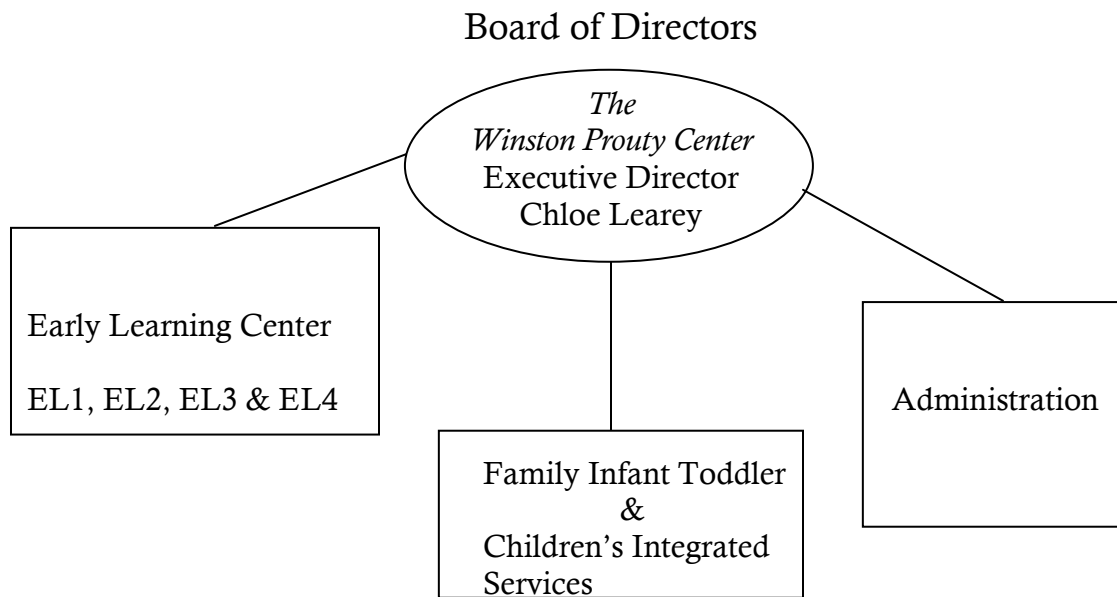 Board of Directors
The
Winston Prouty Center
Executive Director
Chloe Learey
Early Learning Center
EL1, EL2, EL3 & EL4
Family Infant Toddler
&
Children’s Integrated
Services
Administration